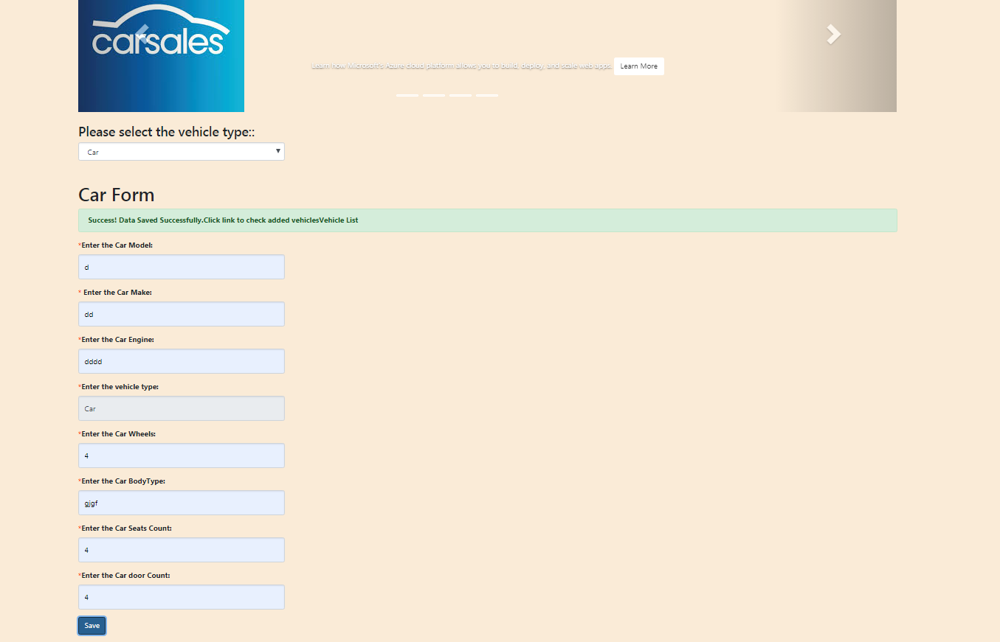 carsales
Learn how Microsoft's Azure cloud platform allows you to build, deploy, and scale web apps. Learn More
Please select the vehicle type::
Car
Car Form
Success! Data Saved Successfully.Click link to check added vehiclesVehicle List
*Enter the Car Model:
d
* Enter the Car Make:
dd
*Enter the Car Engine:
dddd
*Enter the vehicle type:
Car
*Enter the Car Wheels:
4
*Enter the Car BodyType:
gjgf
*Enter the Car Seats Count:
4
*Enter the Car door Count:
4
Save